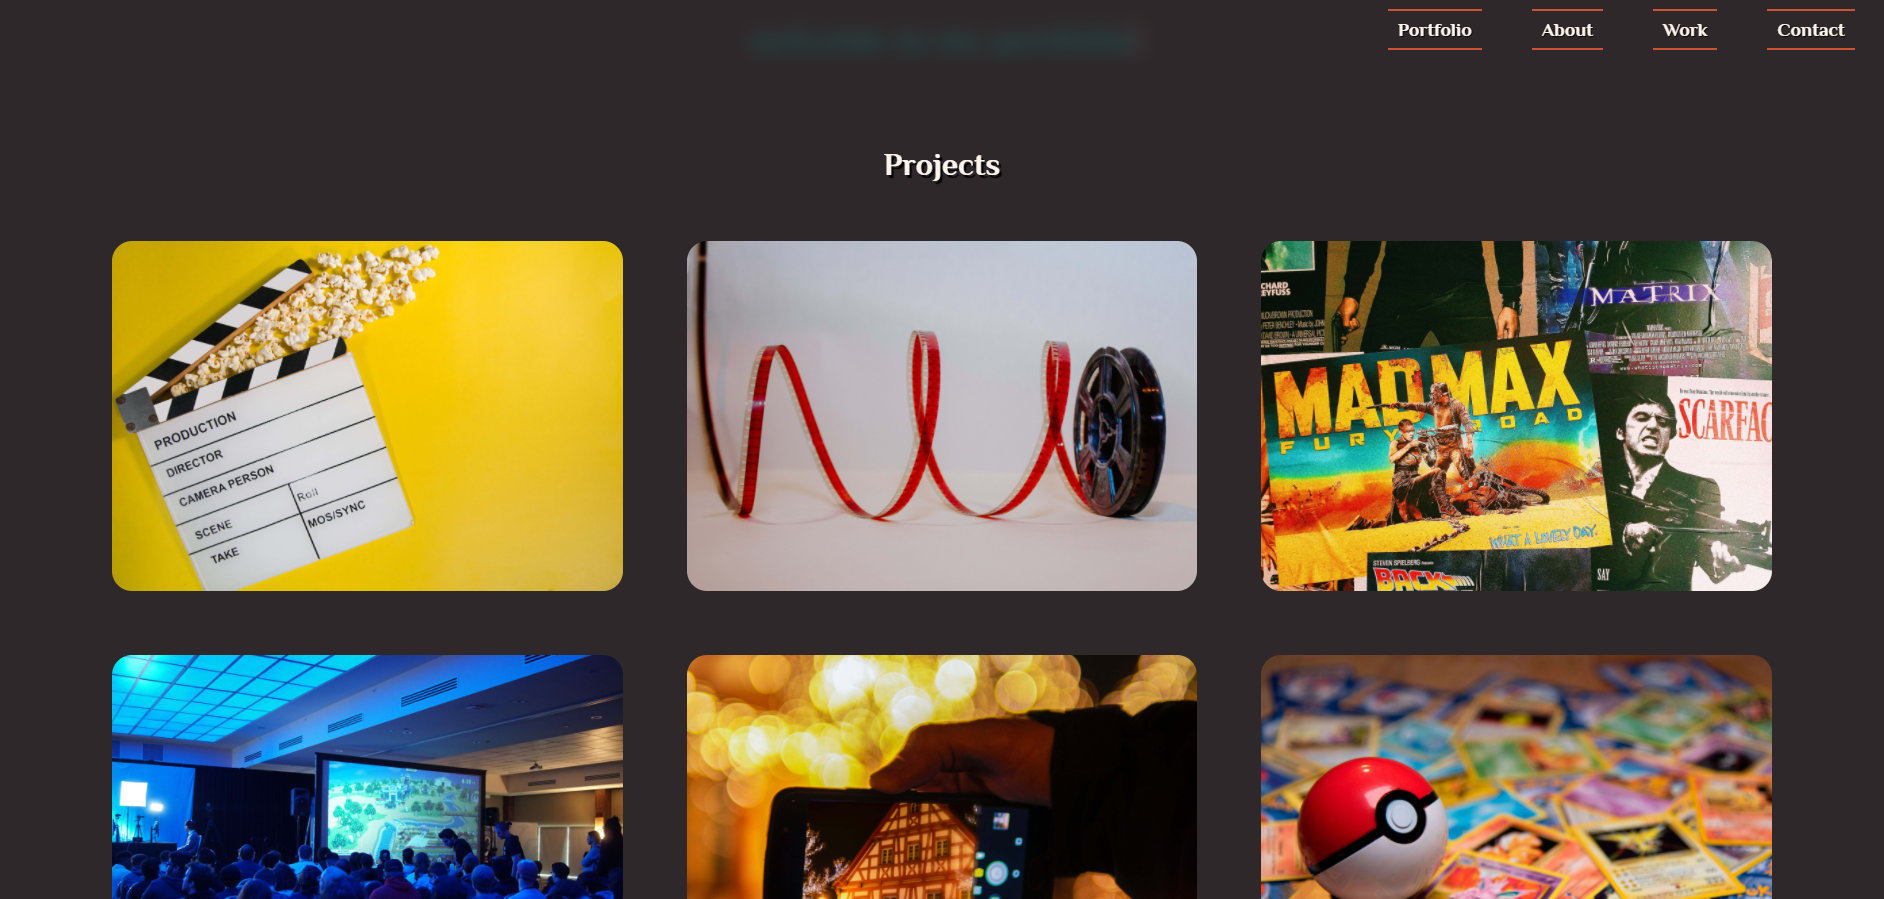 Portfolio
About
Work
Contact
Projects
PRODUCTION
DIRECTOR
CAMERA PERSON
SCENE
Roll
TAKE
MOS/SYNC
CHARD
EYFUSS
MATRIX
MAD MAX
FURY ROAD
WHAT A LOVELY DAY.
SCARFAC
SAY
STEVEN SPIELBERG
BACK